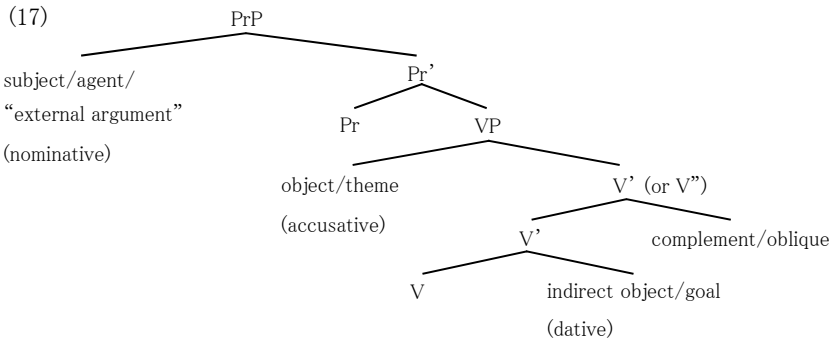 (17)
PrP
subject/agent/
“external argument”
(nominative)
Pr’
Pr
VP
object/theme
(accusative)
V’ (or V”)
V’
complement/oblique
V
indirect object/goal
(dative)